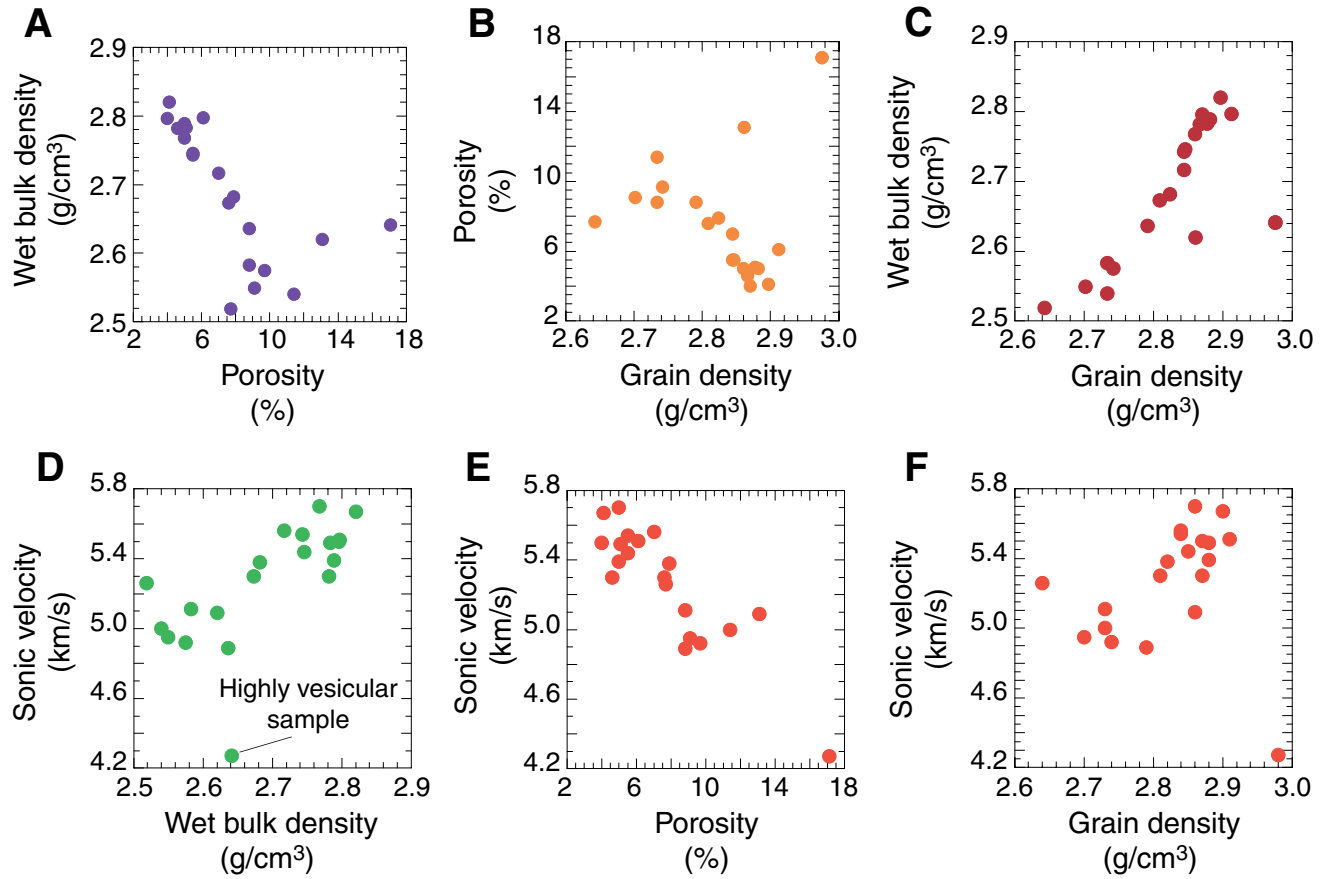 A
2.9
2.8
2.7
2.6
2.5
2 6 10 14 18
Wet bulk density
(g/cm³)
Porosity
(%)
B
18
14
10
6
2
2.6 2.7 2.8 2.9 3.0
Porosity
(%)
Grain density
(g/cm³)
C
2.9
2.8
2.7
2.6
2.5
2.6 2.7 2.8 2.9 3.0
Wet bulk density
(g/cm³)
Grain density
(g/cm³)
D
5.8
5.4
5.0
4.6
4.2
2.5 2.6 2.7 2.8 2.9
Sonic velocity
(km/s)
Highly vesicular
sample
Wet bulk density
(g/cm³)
E
5.8
5.4
5.0
4.6
4.2
2 6 10 14 18
Sonic velocity
(km/s)
Porosity
(%)
F
5.8
5.4
5.0
4.6
4.2
2.6 2.7 2.8 2.9 3.0
Sonic velocity
(km/s)
Grain density
(g/cm³)